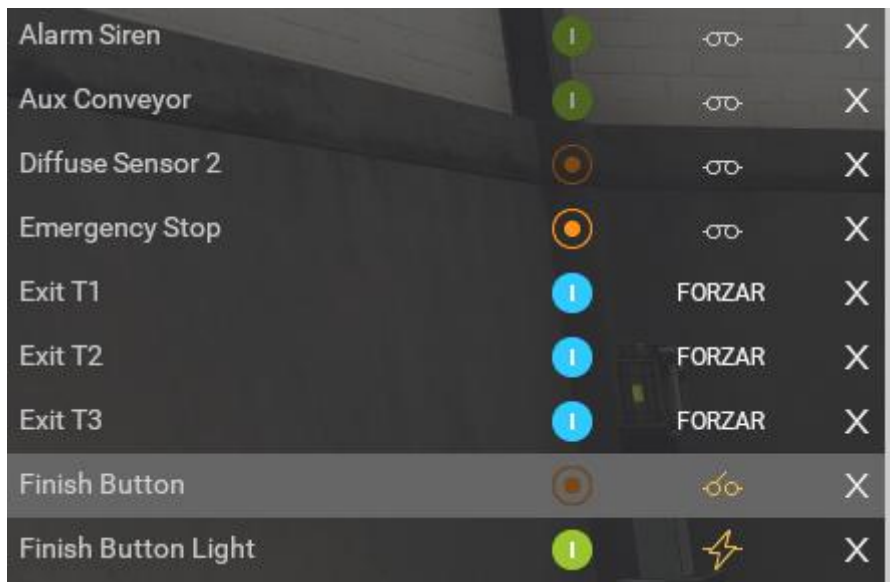 Alarm Siren X
Aux Conveyor X
Diffuse Sensor 2 X
Emergency Stop X
Exit T1 FORZAR X
Exit T2 FORZAR X
Exit T3 FORZAR X
Finish Button X
Finish Button Light X